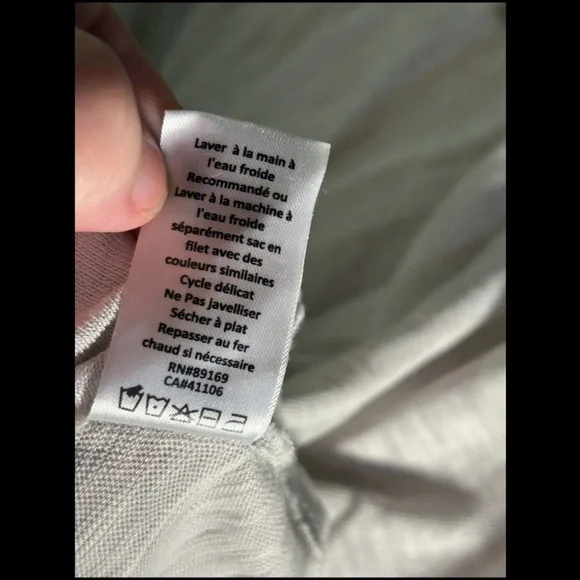 Laver à la main à
l'eau froide
Recommandé ou
Laver à la machine à
l'eau froide
séparément sac en
filet avec des
couleurs similaires
Cycle délicat
Ne Pas javelliser
Sécher à plat
Repasser au fer
chaud si nécessaire
RN#89169
CA#41106